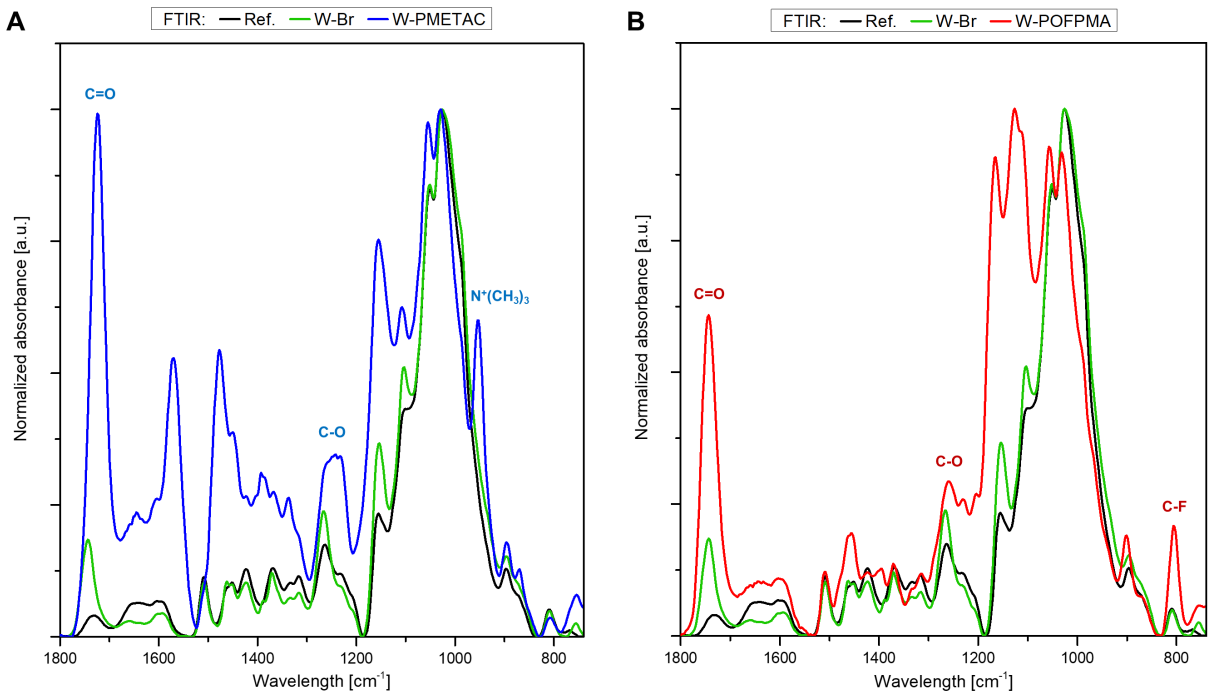 A
FTIR: Ref. W-Br W-PMETAC
C=O
C-O
N⁺(CH₃)₃
Normalized absorbance [a.u.]
1800 1600 1400 1200 1000 800
Wavelength [cm⁻¹]
B
FTIR: Ref. W-Br W-POFPMA
C=O
C-O
C-F
Normalized absorbance [a.u.]
1800 1600 1400 1200 1000 800
Wavelength [cm⁻¹]